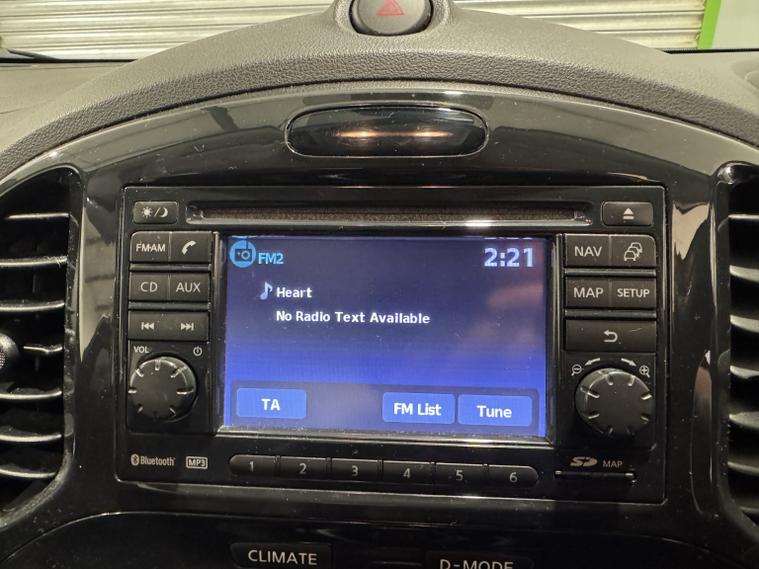 FM2
2:21
Heart
No Radio Text Available
TA
FM List
Tune
FM·AM
CD
AUX
VOL
NAV
MAP
SETUP
Bluetooth
MP3
1 2 3 4 5 6
SD MAP
CLIMATE
D-MODE